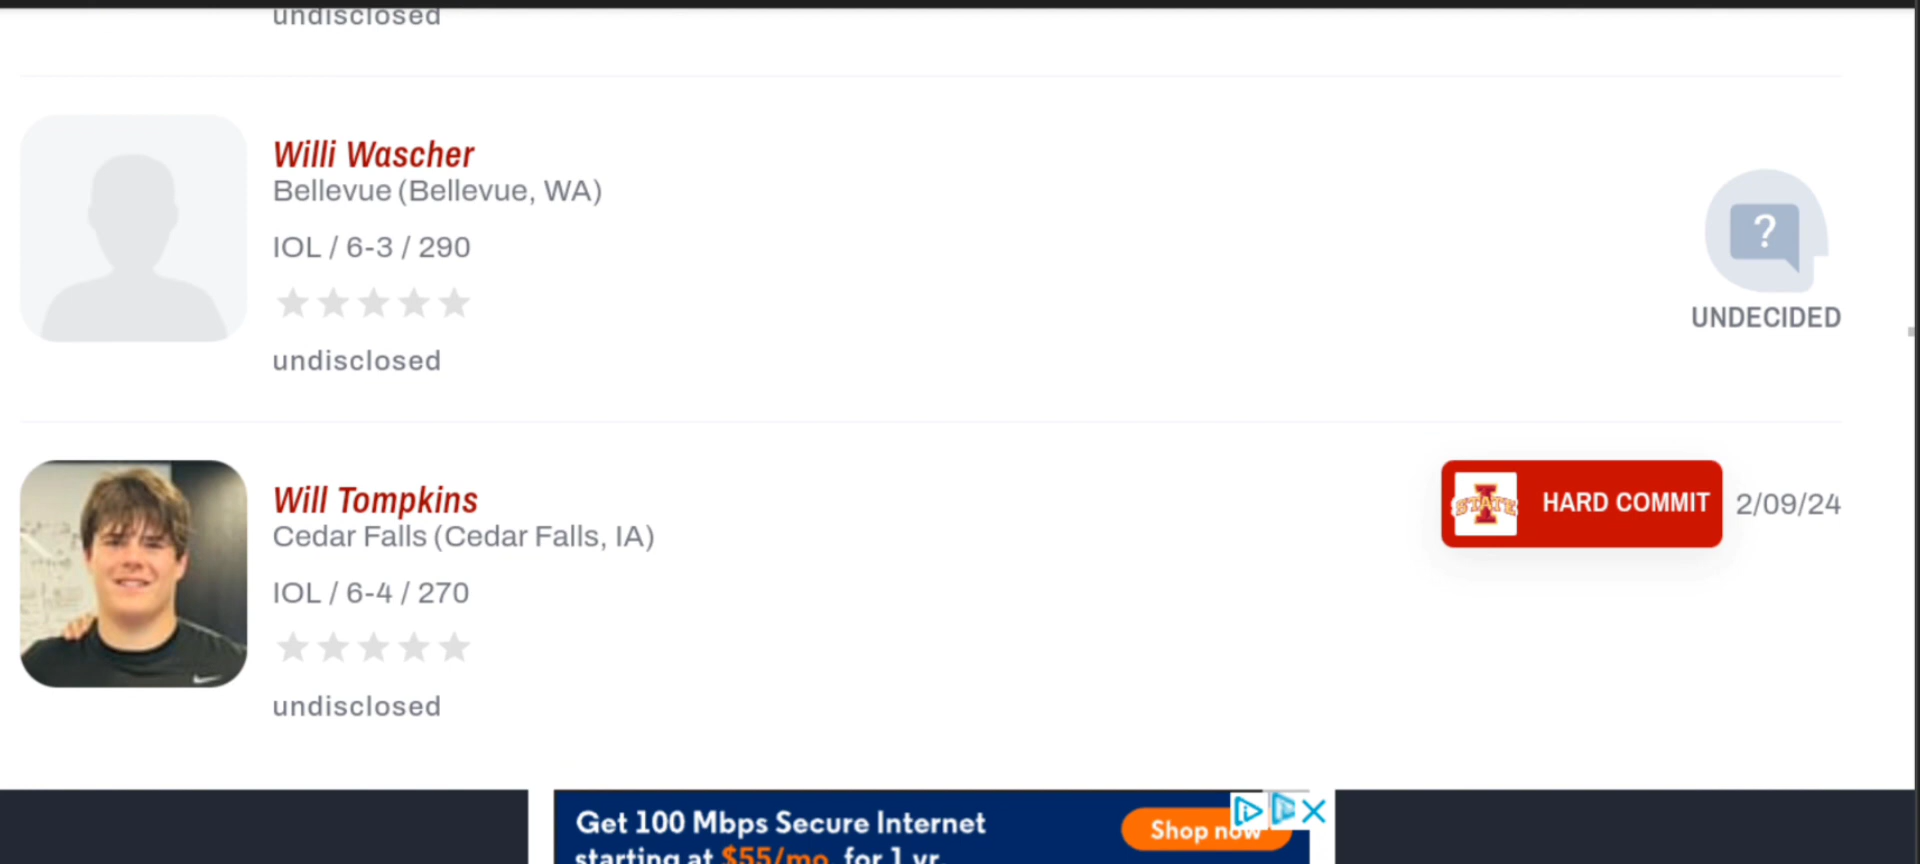 undisclosed
Willi Wascher
Bellevue (Bellevue, WA)
IOL / 6-3 / 290
?
UNDECIDED
undisclosed
Will Tompkins
Cedar Falls (Cedar Falls, IA)
I STATE
HARD COMMIT 2/09/24
IOL / 6-4 / 270
undisclosed
Get 100 Mbps Secure Internet
Shop now
starting at $55/mo. for 1 yr.